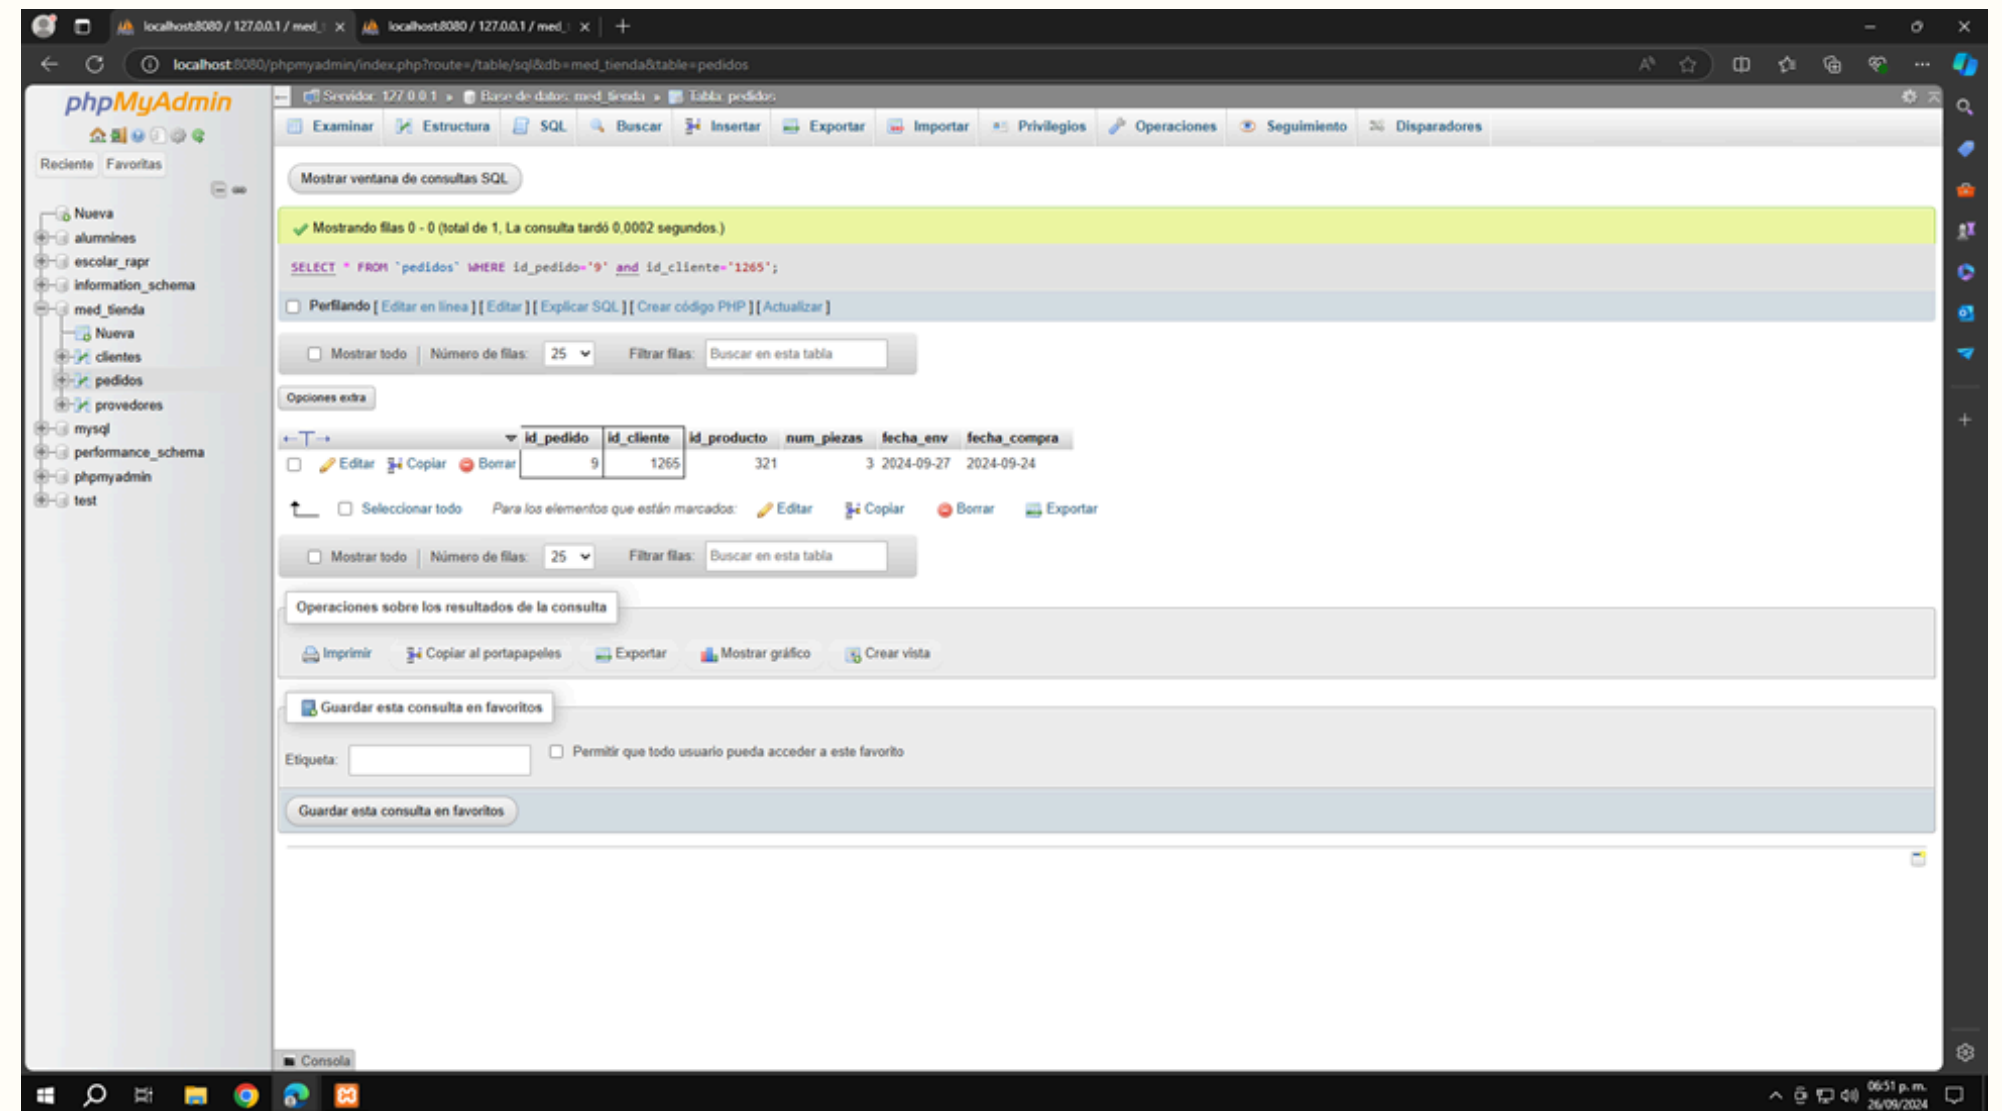 localhost:8080 / 127.0.0.1 / med_ localhost:8080 / 127.0.0.1 / med_
localhost:8080/phpmyadmin/index.php?route=/table/sql&db=med_tienda&table=pedidos
phpMyAdmin
Reciente Favoritas
Nueva
alumnines
escolar_rapr
information_schema
med_tienda
Nueva
clientes
pedidos
provedores
mysql
performance_schema
phpmyadmin
test
Servidor: 127.0.0.1 » Base de datos: med_tienda » Tabla: pedidos
Examinar Estructura SQL Buscar Insertar Exportar Importar Privilegios Operaciones Seguimiento Disparadores
Mostrar ventana de consultas SQL
Mostrando filas 0 - 0 (total de 1, La consulta tardó 0,0002 segundos.)
SELECT * FROM `pedidos` WHERE id_pedido='9' and id_cliente='1265';
Perfilando [ Editar en línea ] [ Editar ] [ Explicar SQL ] [ Crear código PHP ] [ Actualizar ]
Mostrar todo Número de filas: 25 Filtrar filas: Buscar en esta tabla
Opciones extra
id_pedido id_cliente id_producto num_piezas fecha_env fecha_compra
Editar Copiar Borrar 9 1265 321 3 2024-09-27 2024-09-24
Seleccionar todo Para los elementos que están marcados: Editar Copiar Borrar Exportar
Mostrar todo Número de filas: 25 Filtrar filas: Buscar en esta tabla
Operaciones sobre los resultados de la consulta
Imprimir Copiar al portapapeles Exportar Mostrar gráfico Crear vista
Guardar esta consulta en favoritos
Etiqueta: Permitir que todo usuario pueda acceder a este favorito
Guardar esta consulta en favoritos
Consola
06:51 p. m.
26/09/2024